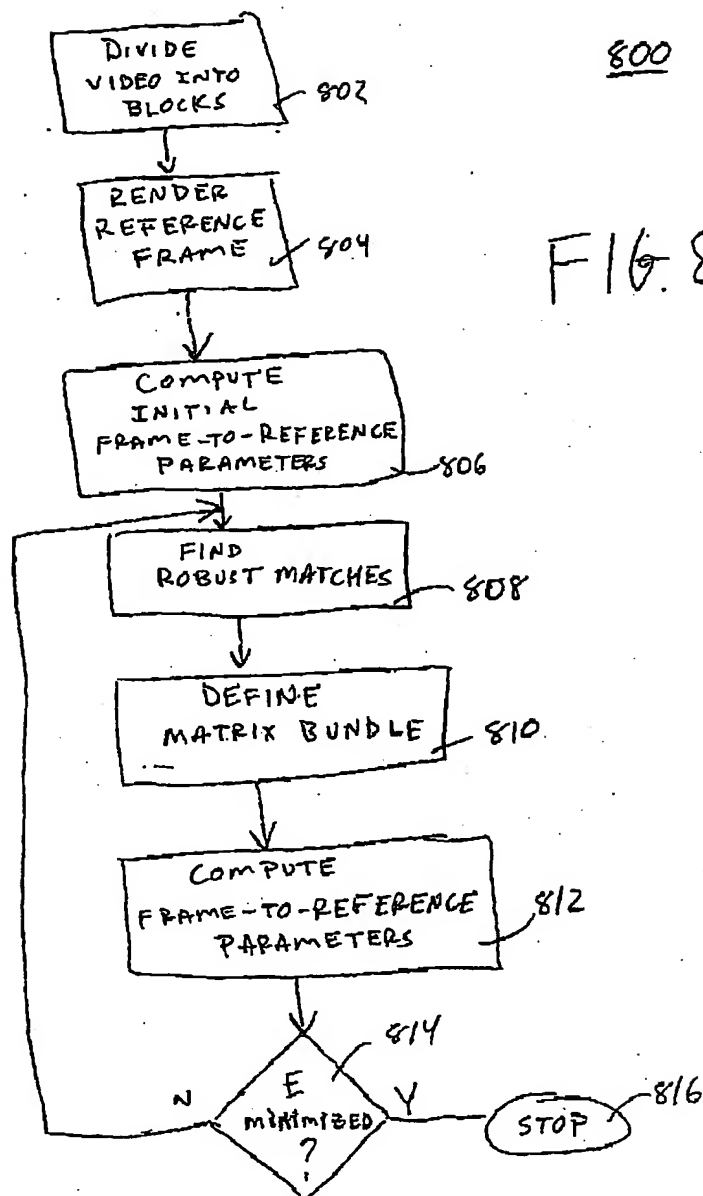 800
DIVIDE
VIDEO INTO
BLOCKS
802
RENDER
REFERENCE
FRAME
804
FIG. 8
COMPUTE
INITIAL
FRAME-TO-REFERENCE
PARAMETERS
806
FIND
ROBUST MATCHES
808
DEFINE
MATRIX BUNDLE
810
COMPUTE
FRAME-TO-REFERENCE
PARAMETERS
812
814
N
E
MINIMIZED
?
Y
STOP
816